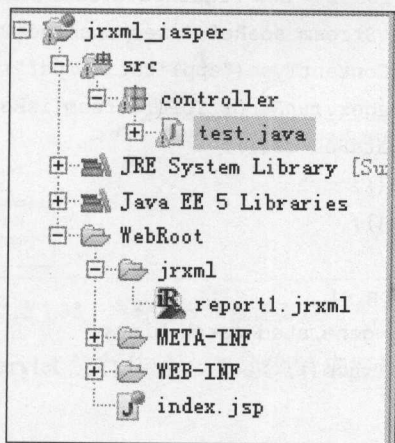 jrxml_jasper
src
controller
test.java
JRE System Library [Su
Java EE 5 Libraries
WebRoot
jrxml
iR report1.jrxml
META-INF
WEB-INF
index.jsp